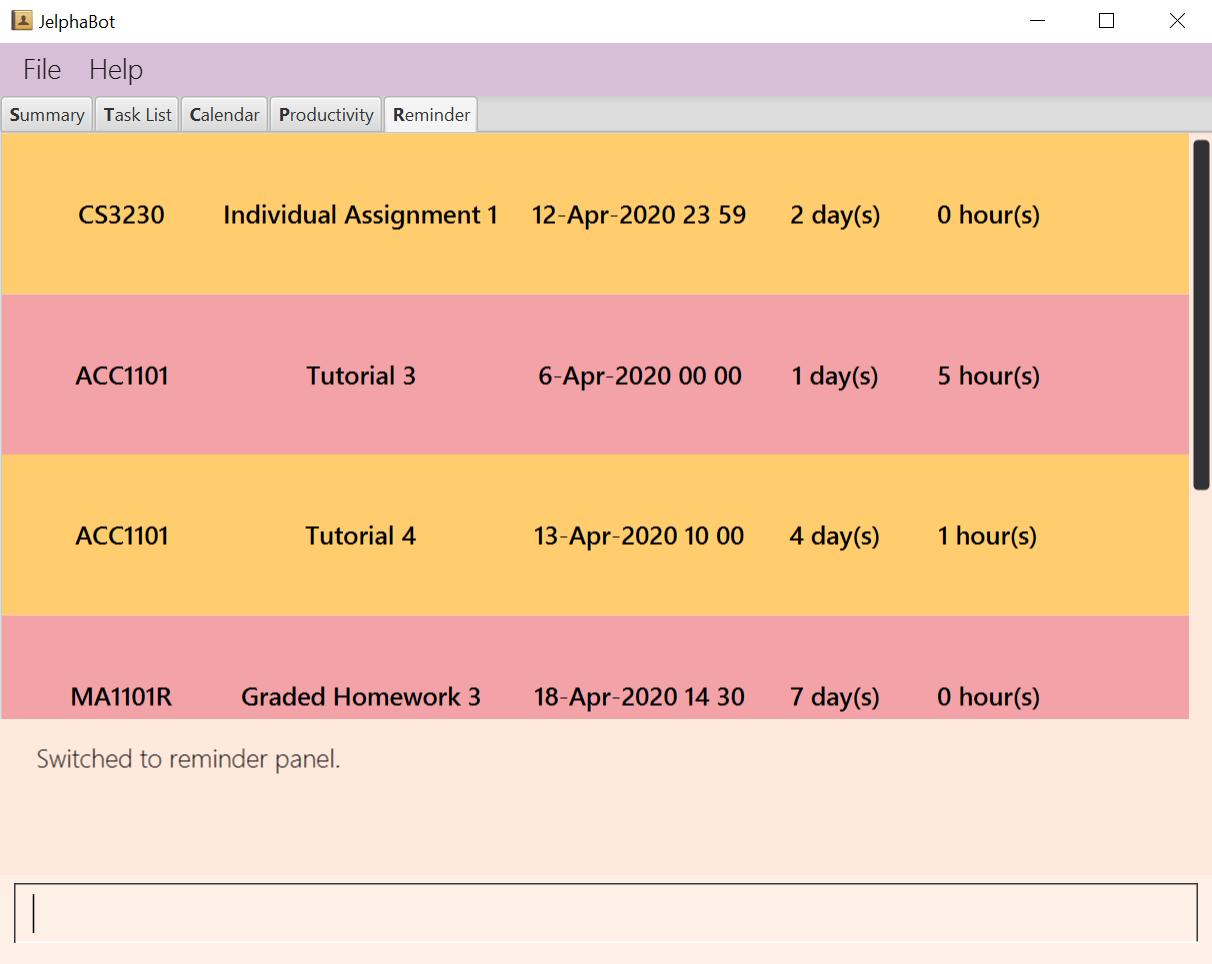 JelphaBot
File Help
Summary Task List Calendar Productivity Reminder
CS3230 Individual Assignment 1 12-Apr-2020 23 59 2 day(s) 0 hour(s)
ACC1101 Tutorial 3 6-Apr-2020 00 00 1 day(s) 5 hour(s)
ACC1101 Tutorial 4 13-Apr-2020 10 00 4 day(s) 1 hour(s)
MA1101R Graded Homework 3 18-Apr-2020 14 30 7 day(s) 0 hour(s)
Switched to reminder panel.